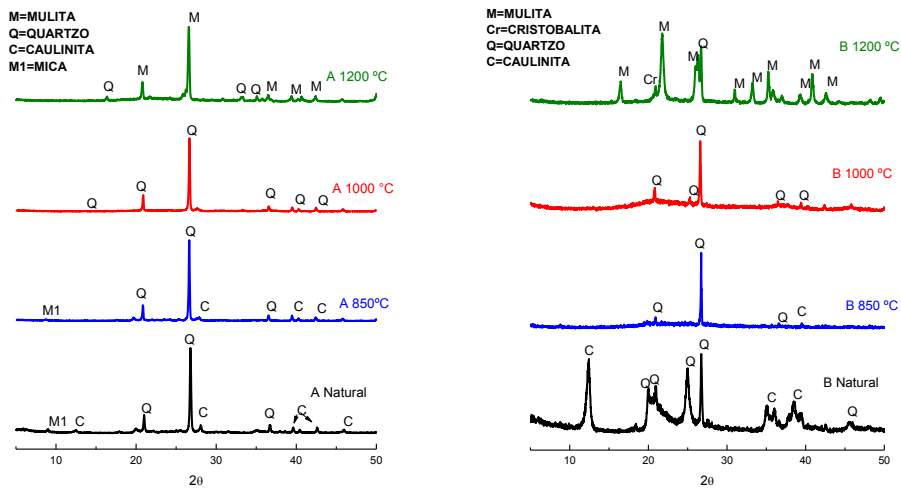 M=MULITA
Q=QUARTZO
C=CAULINITA
M1=MICA
M
A 1200 ºC
Q
M
Q
Q
M
M
M
Q
A 1000 °C
Q
Q
Q
Q
Q
Q
A 850ºC
M1
Q
C
Q
C
C
Q
A Natural
M1
C
Q
C
Q
C
C
5
10
20
30
40
50
2θ
M=MULITA
Cr=CRISTOBALITA
Q=QUARTZO
C=CAULINITA
M
M
Q
B 1200 ºC
M
Cr
M
M
M
M
M
M
Q
B 1000 °C
Q
Q
Q
Q
Q
B 850 ºC
Q
Q
C
C
Q
Q
Q
Q
B Natural
C
C
Q
10
20
30
40
50
2θ